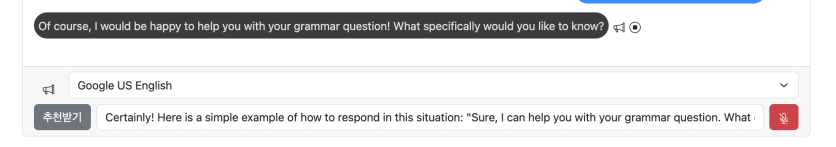 Of course, I would be happy to help you with your grammar question! What specifically would you like to know?
Google US English
추천받기 Certainly! Here is a simple example of how to respond in this situation: "Sure, I can help you with your grammar question. What